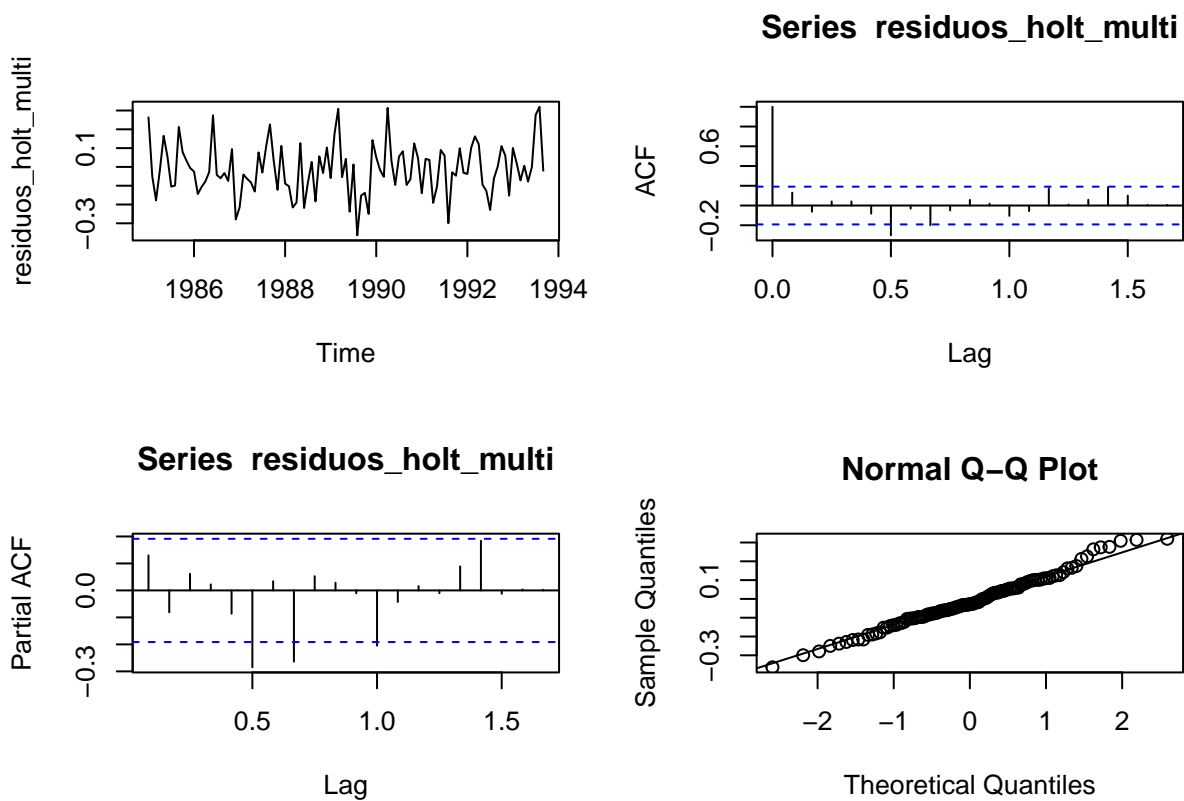 residuos_holt_multi
0.1
−0.3
1986 1988 1990 1992 1994
Time
Series residuos_holt_multi
ACF
0.6
−0.2
0.0 0.5 1.0 1.5
Lag
Series residuos_holt_multi
Partial ACF
0.0
−0.3
0.5 1.0 1.5
Lag
Normal Q−Q Plot
Sample Quantiles
0.1
−0.3
−2 −1 0 1 2
Theoretical Quantiles